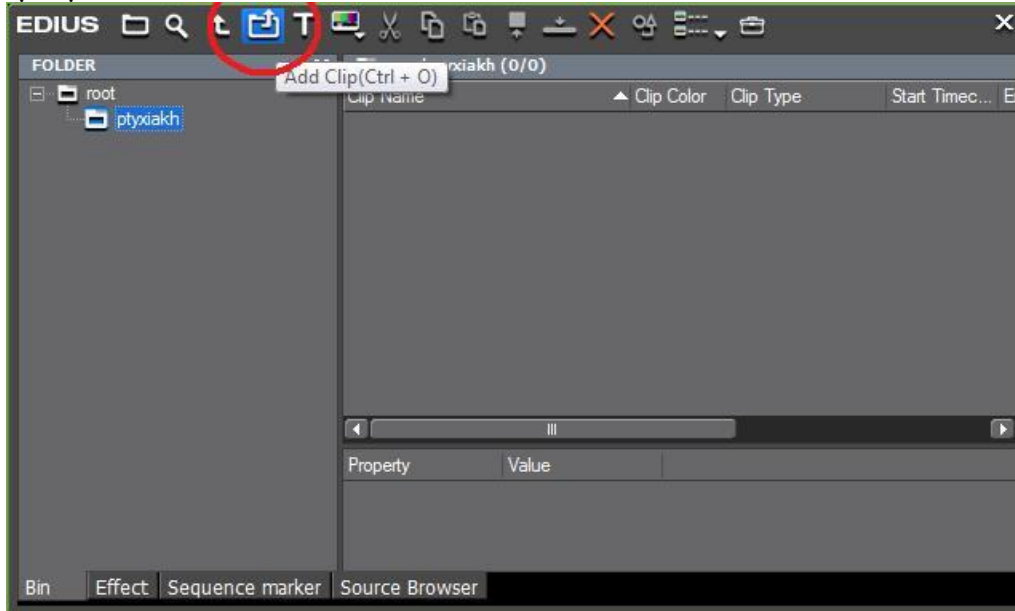 EDIUS T
FOLDER xiakh (0/0)
Add Clip(Ctrl + O)
root
ptyxiakh
Clip Name Clip Color Clip Type Start Timec... E
Property Value
Bin Effect Sequence marker Source Browser